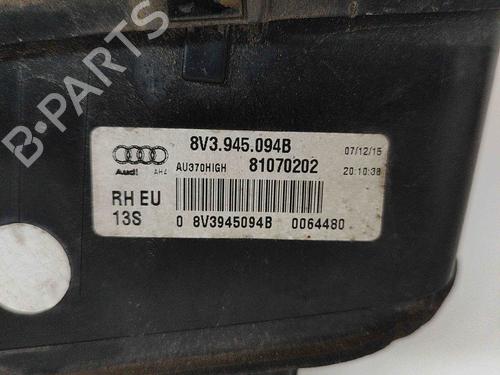 B-PARTS
8V3.945.094B
07/12/15
Audi AHZ
AU370HIGH 81070202
20:10:38
RH EU
13S
0 8V3945094B 0064480